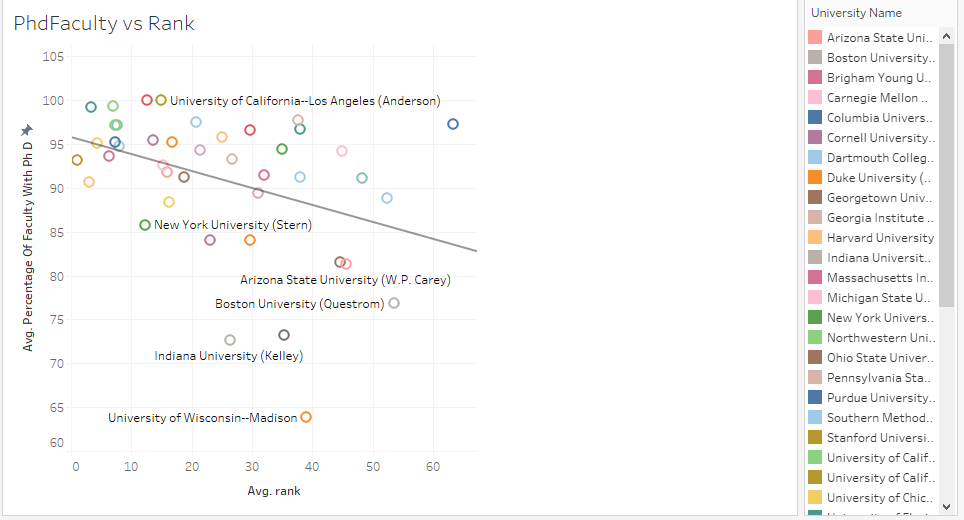 PhdFaculty vs Rank
University Name
Arizona State Uni..
Boston University..
Brigham Young U..
Carnegie Mellon ..
Columbia Univers..
Cornell University..
Dartmouth Colleg..
Duke University (..
Georgetown Univ..
Georgia Institute ..
Harvard University
Indiana Universit..
Massachusetts In..
Michigan State U..
New York Univers..
Northwestern Uni..
Ohio State Univer..
Pennsylvania Sta..
Purdue University..
Southern Method..
Stanford Universi..
University of Calif..
University of Calif..
University of Chic..
Avg. Percentage Of Faculty With Ph D
105
100
95
90
85
80
75
70
65
60
University of California--Los Angeles (Anderson)
New York University (Stern)
Arizona State University (W.P. Carey)
Boston University (Questrom)
Indiana University (Kelley)
University of Wisconsin--Madison
0 10 20 30 40 50 60
Avg. rank